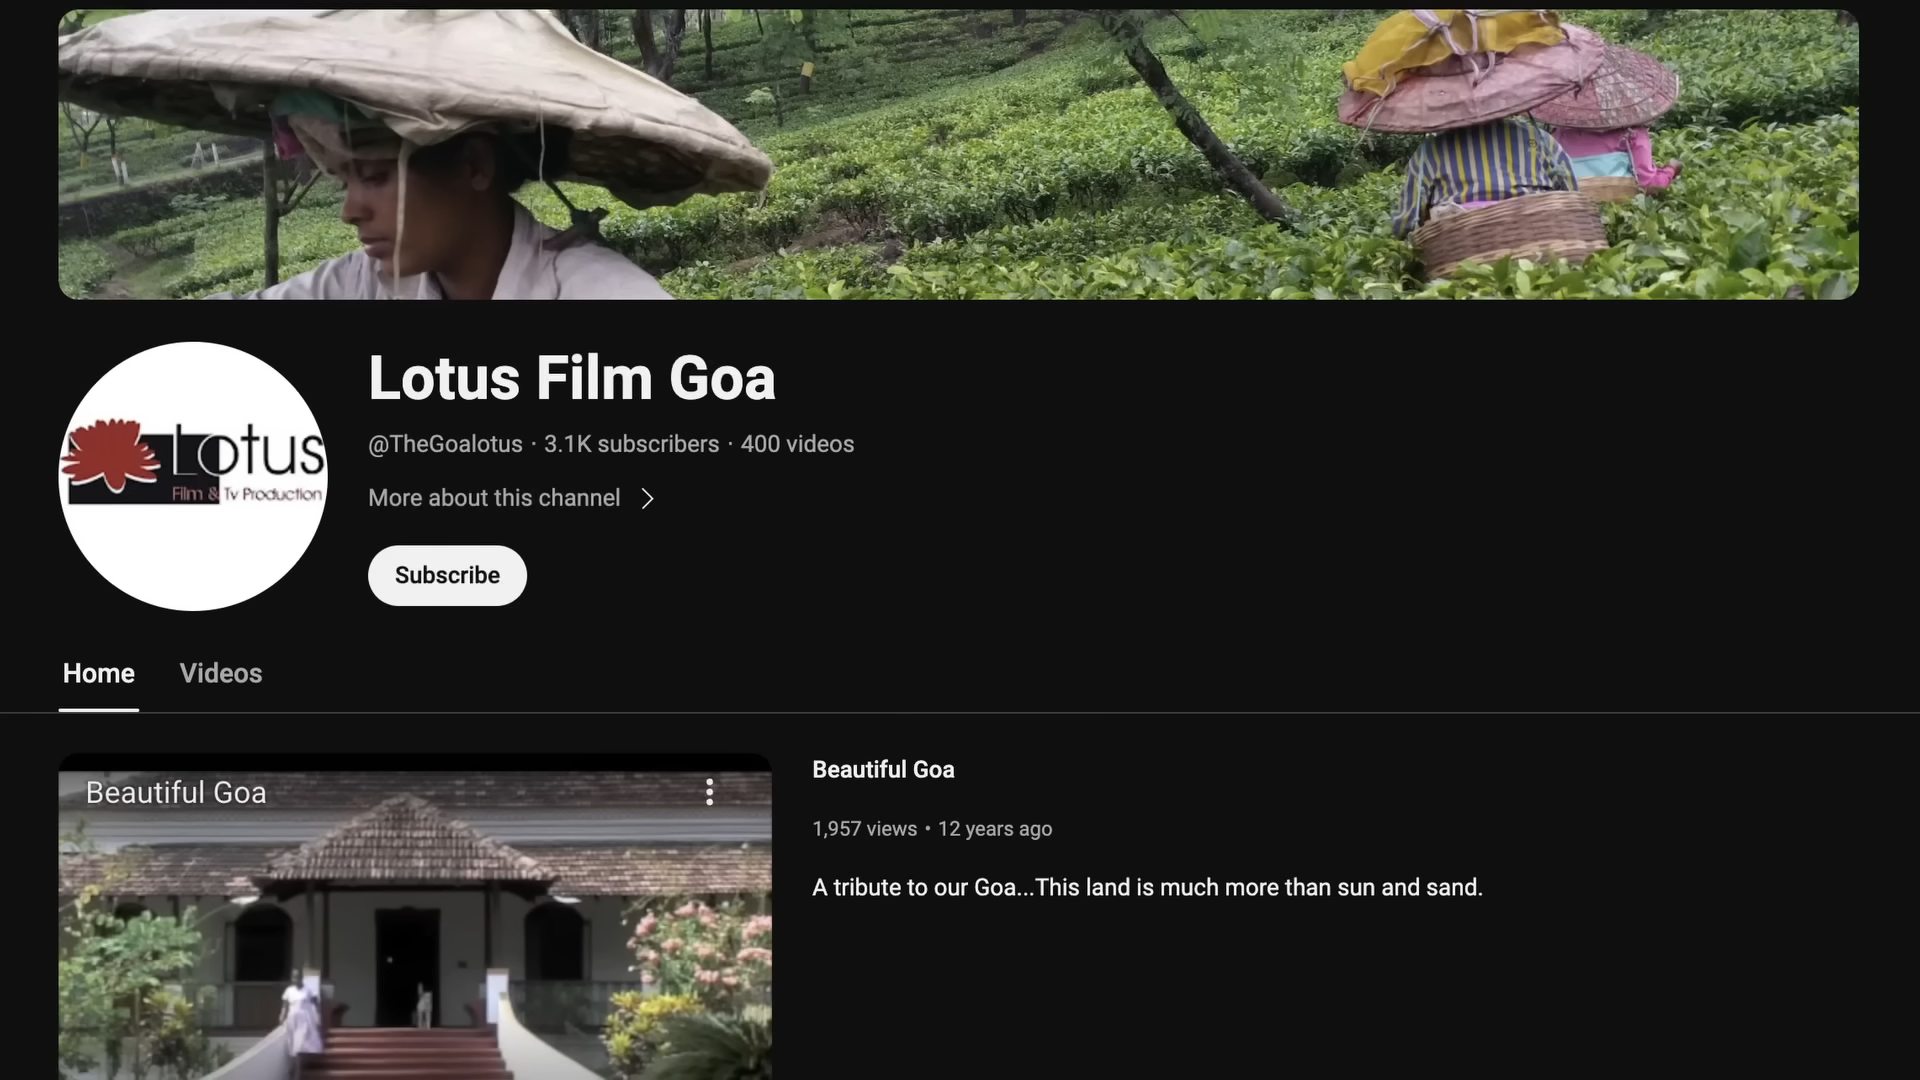 Lotus
Film & Tv Production
Lotus Film Goa
@TheGoalotus · 3.1K subscribers · 400 videos
More about this channel
Subscribe
Home Videos
Beautiful Goa
Beautiful Goa
1,957 views • 12 years ago
A tribute to our Goa...This land is much more than sun and sand.